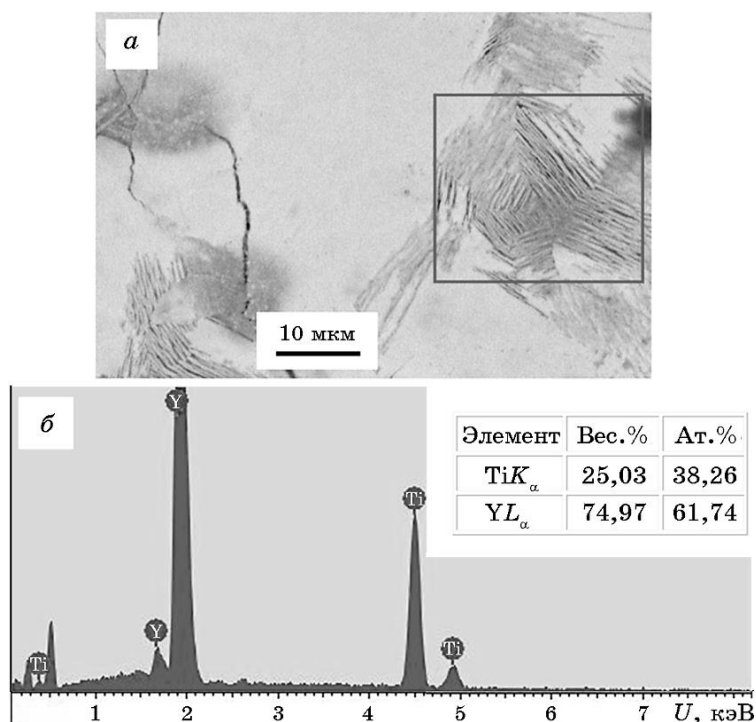 а
10 мкм
б
Y
Элемент Вес.% Ат.%
TiKα 25,03 38,26
YLα 74,97 61,74
Ti
Y
Ti
Ti
1 2 3 4 5 6 7 U, кэВ